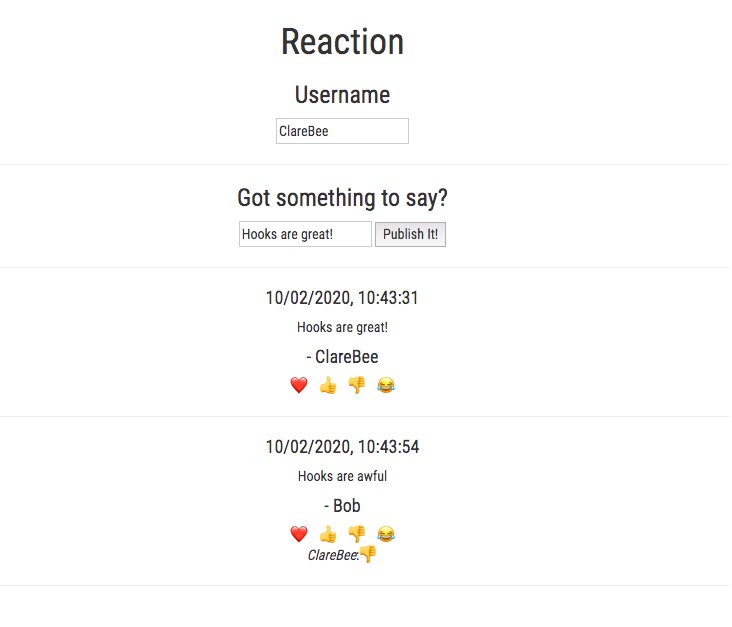 Reaction
Username
ClareBee
Got something to say?
Hooks are great! Publish It!
10/02/2020, 10:43:31
Hooks are great!
- ClareBee
❤️ 👍 👎 😂
10/02/2020, 10:43:54
Hooks are awful
- Bob
❤️ 👍 👎 😂
ClareBee:👎